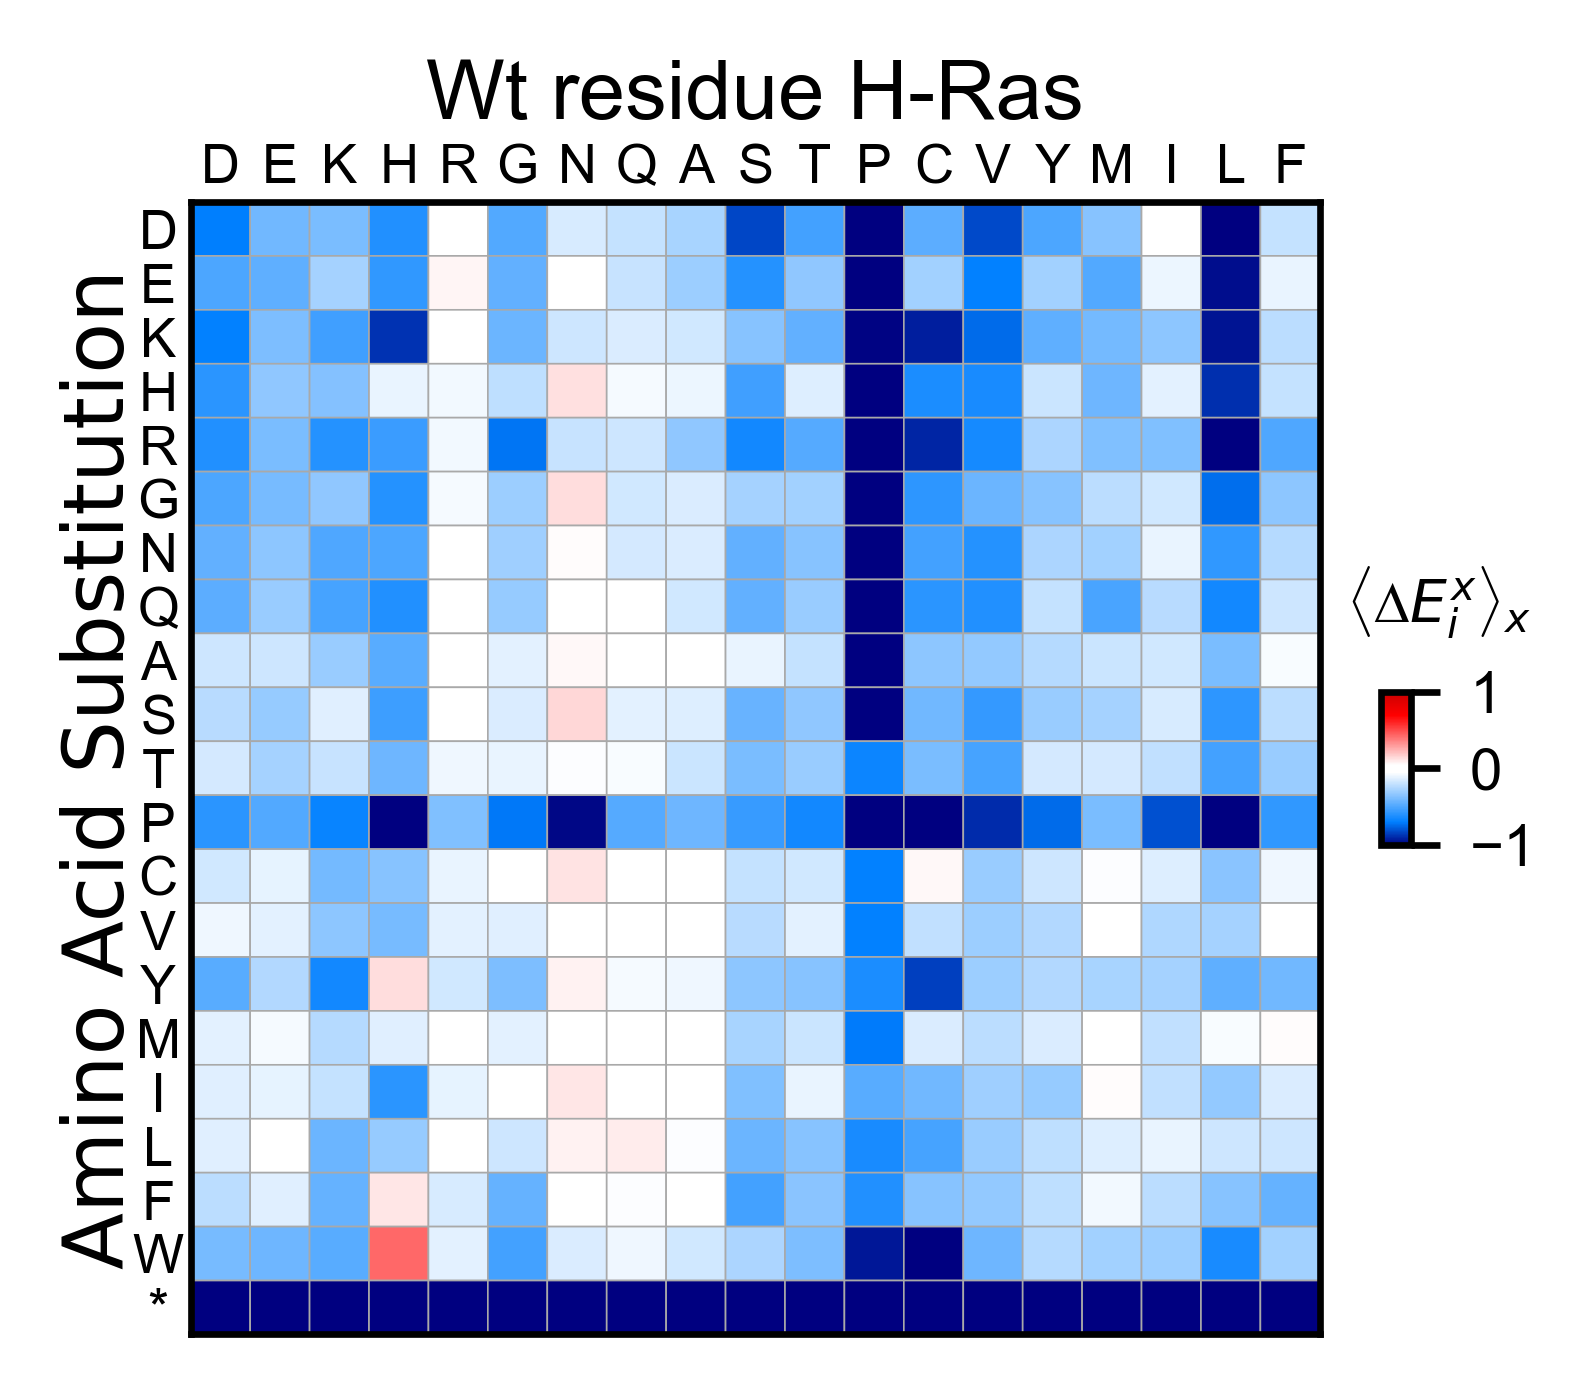 Wt residue H-Ras
D E K H R G N Q A S T P C V Y M I L F
Amino Acid Substitution
D
E
K
H
R
G
N
Q
A
S
T
P
C
V
Y
M
I
L
F
W
*
⟨ΔE_i^x⟩_x
1
0
−1